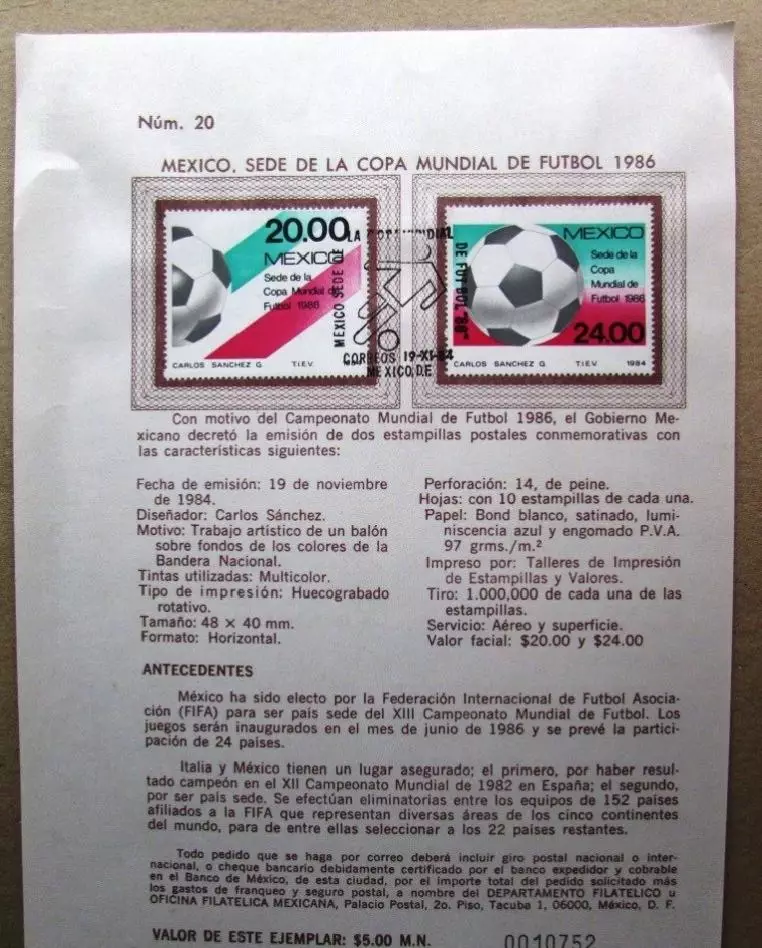 Núm. 20
MEXICO, SEDE DE LA COPA MUNDIAL DE FUTBOL 1986
20.00
MEXICO
Sede de la
Copa Mundial de
Futbol 1986
CARLOS SANCHEZ G. T.I.E.V.
MEXICO SEDE DE
LA COPA MUNDIAL
DE FUTBOL "86"
CORREOS 19-XI-84
MEXICO, D.F.
MEXICO
Sede de la
Copa
Mundial de
Futbol 1986
24.00
CARLOS SANCHEZ G. T.I.E.V. 1984
Con motivo del Campeonato Mundial de Futbol 1986, el Gobierno Me-
xicano decretó la emisión de dos estampillas postales conmemorativas con
las características siguientes:
Fecha de emisión: 19 de noviembre
de 1984.
Diseñador: Carlos Sánchez.
Motivo: Trabajo artístico de un balón
sobre fondos de los colores de la
Bandera Nacional.
Tintas utilizadas: Multicolor.
Tipo de impresión: Huecograbado
rotativo.
Tamaño: 48 × 40 mm.
Formato: Horizontal.
Perforación: 14, de peine.
Hojas: con 10 estampillas de cada una.
Papel: Bond blanco, satinado, lumi-
niscencia azul y engomado P.V.A.
97 grms./m.²
Impreso por: Talleres de Impresión
de Estampillas y Valores.
Tiro: 1.000,000 de cada una de las
estampillas.
Servicio: Aéreo y superficie.
Valor facial: $20.00 y $24.00
ANTECEDENTES
México ha sido electo por la Federación Internacional de Futbol Asocia-
ción (FIFA) para ser país sede del XIII Campeonato Mundial de Futbol. Los
juegos serán inaugurados en el mes de junio de 1986 y se prevé la partici-
pación de 24 países.
Italia y México tienen un lugar asegurado; el primero, por haber resul-
tado campeón en el XII Campeonato Mundial de 1982 en España; el segundo,
por ser país sede. Se efectúan eliminatorias entre los equipos de 152 países
afiliados a la FIFA que representan diversas áreas de los cinco continentes
del mundo, para de entre ellas seleccionar a los 22 países restantes.
Todo pedido que se haga por correo deberá incluir giro postal nacional o inter-
nacional, o cheque bancario debidamente certificado por el banco expedidor y cobrable
en el Banco de México, de esta ciudad, por el importe total del pedido solicitado más
los gastos de franqueo y seguro postal, a nombre del DEPARTAMENTO FILATELICO u
OFICINA FILATELICA MEXICANA, Palacio Postal, 2o. Piso, Tacuba 1, 06000, México, D. F.
VALOR DE ESTE EJEMPLAR: $5.00 M.N. 0010752